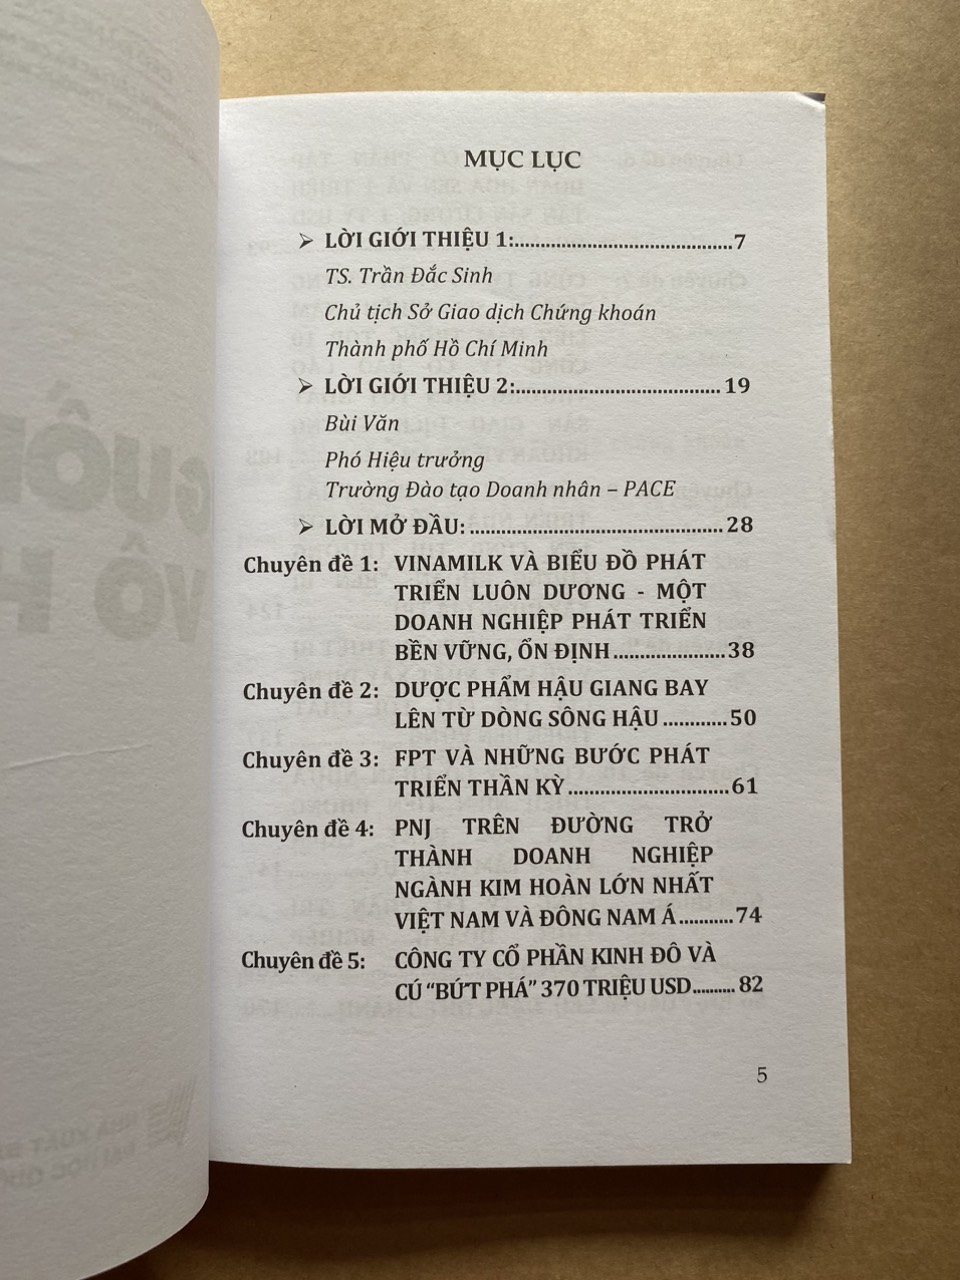 MỤC LỤC
➢ LỜI GIỚI THIỆU 1:.......................................7
TS. Trần Đắc Sinh
Chủ tịch Sở Giao dịch Chứng khoán
Thành phố Hồ Chí Minh
➢ LỜI GIỚI THIỆU 2:..................................... 19
Bùi Văn
Phó Hiệu trưởng
Trường Đào tạo Doanh nhân – PACE
➢ LỜI MỞ ĐẦU: ............................................. 28
Chuyên đề 1: VINAMILK VÀ BIỂU ĐỒ PHÁT
TRIỂN LUÔN DƯƠNG - MỘT
DOANH NGHIỆP PHÁT TRIỂN
BỀN VỮNG, ỔN ĐỊNH.....................38
Chuyên đề 2: DƯỢC PHẨM HẬU GIANG BAY
LÊN TỪ DÒNG SÔNG HẬU ............50
Chuyên đề 3: FPT VÀ NHỮNG BƯỚC PHÁT
TRIỂN THẦN KỲ.............................61
Chuyên đề 4: PNJ TRÊN ĐƯỜNG TRỞ
THÀNH DOANH NGHIỆP
NGÀNH KIM HOÀN LỚN NHẤT
VIỆT NAM VÀ ĐÔNG NAM Á...........74
Chuyên đề 5: CÔNG TY CỔ PHẦN KINH ĐÔ VÀ
CÚ “BỨT PHÁ” 370 TRIỆU USD.......... 82
5